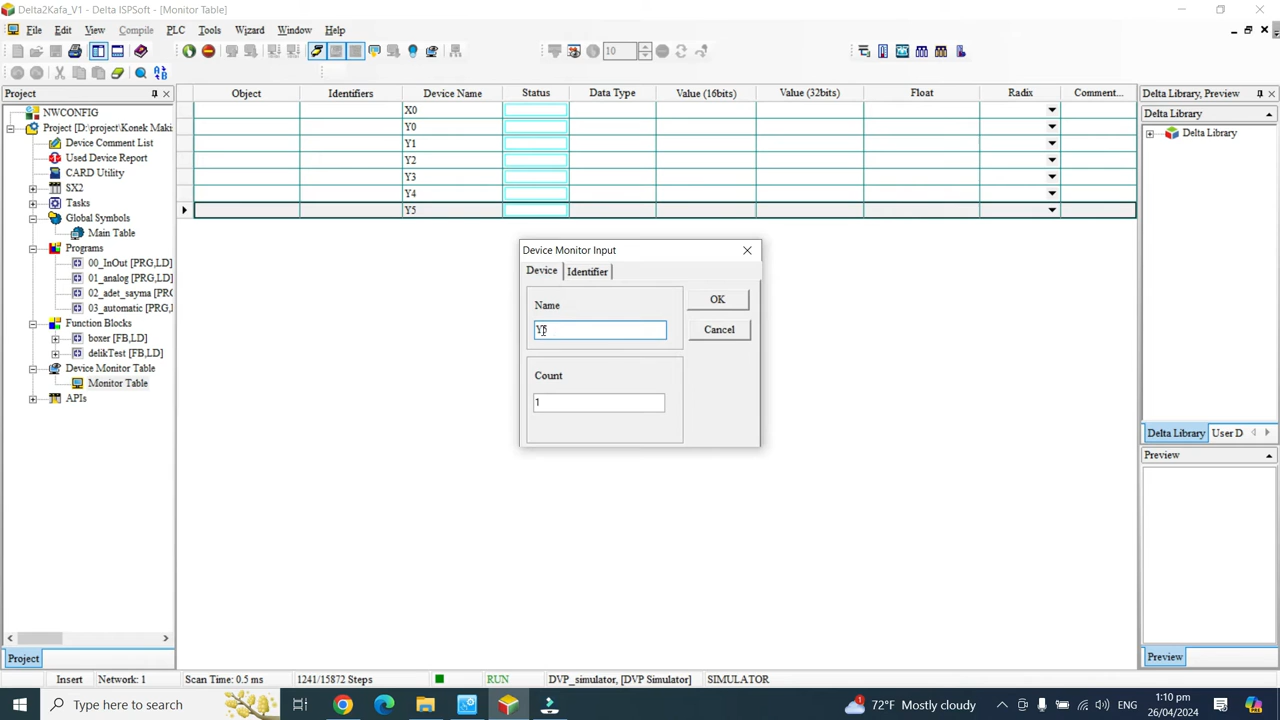 Delta2Kafa_V1 - Delta ISPSoft - [Monitor Table]
File Edit View Compile PLC Tools Wizard Window Help
10
Project
NWCONFIG
Project [D:\project\Konek Maki
Device Comment List
Used Device Report
CARD Utility
SX2
Tasks
Global Symbols
Main Table
Programs
00_InOut [PRG,LD]
01_analog [PRG,LD]
02_adet_sayma [PRG,
03_automatic [PRG,L
Function Blocks
boxer [FB,LD]
delikTest [FB,LD]
Device Monitor Table
Monitor Table
APIs
Project
Object Identifiers Device Name Status Data Type Value (16bits) Value (32bits) Float Radix Comment...
X0
Y0
Y1
Y2
Y3
Y4
Y5
Device Monitor Input
Device Identifier
Name
OK
Cancel
Count
1
Delta Library, Preview
Delta Library
Delta Library
Delta Library User D
Preview
Preview
Insert Network: 1 Scan Time: 0.5 ms 1241/15872 Steps RUN DVP_simulator, [DVP Simulator] SIMULATOR
Type here to search
72°F Mostly cloudy
ENG
1:10 pm
26/04/2024